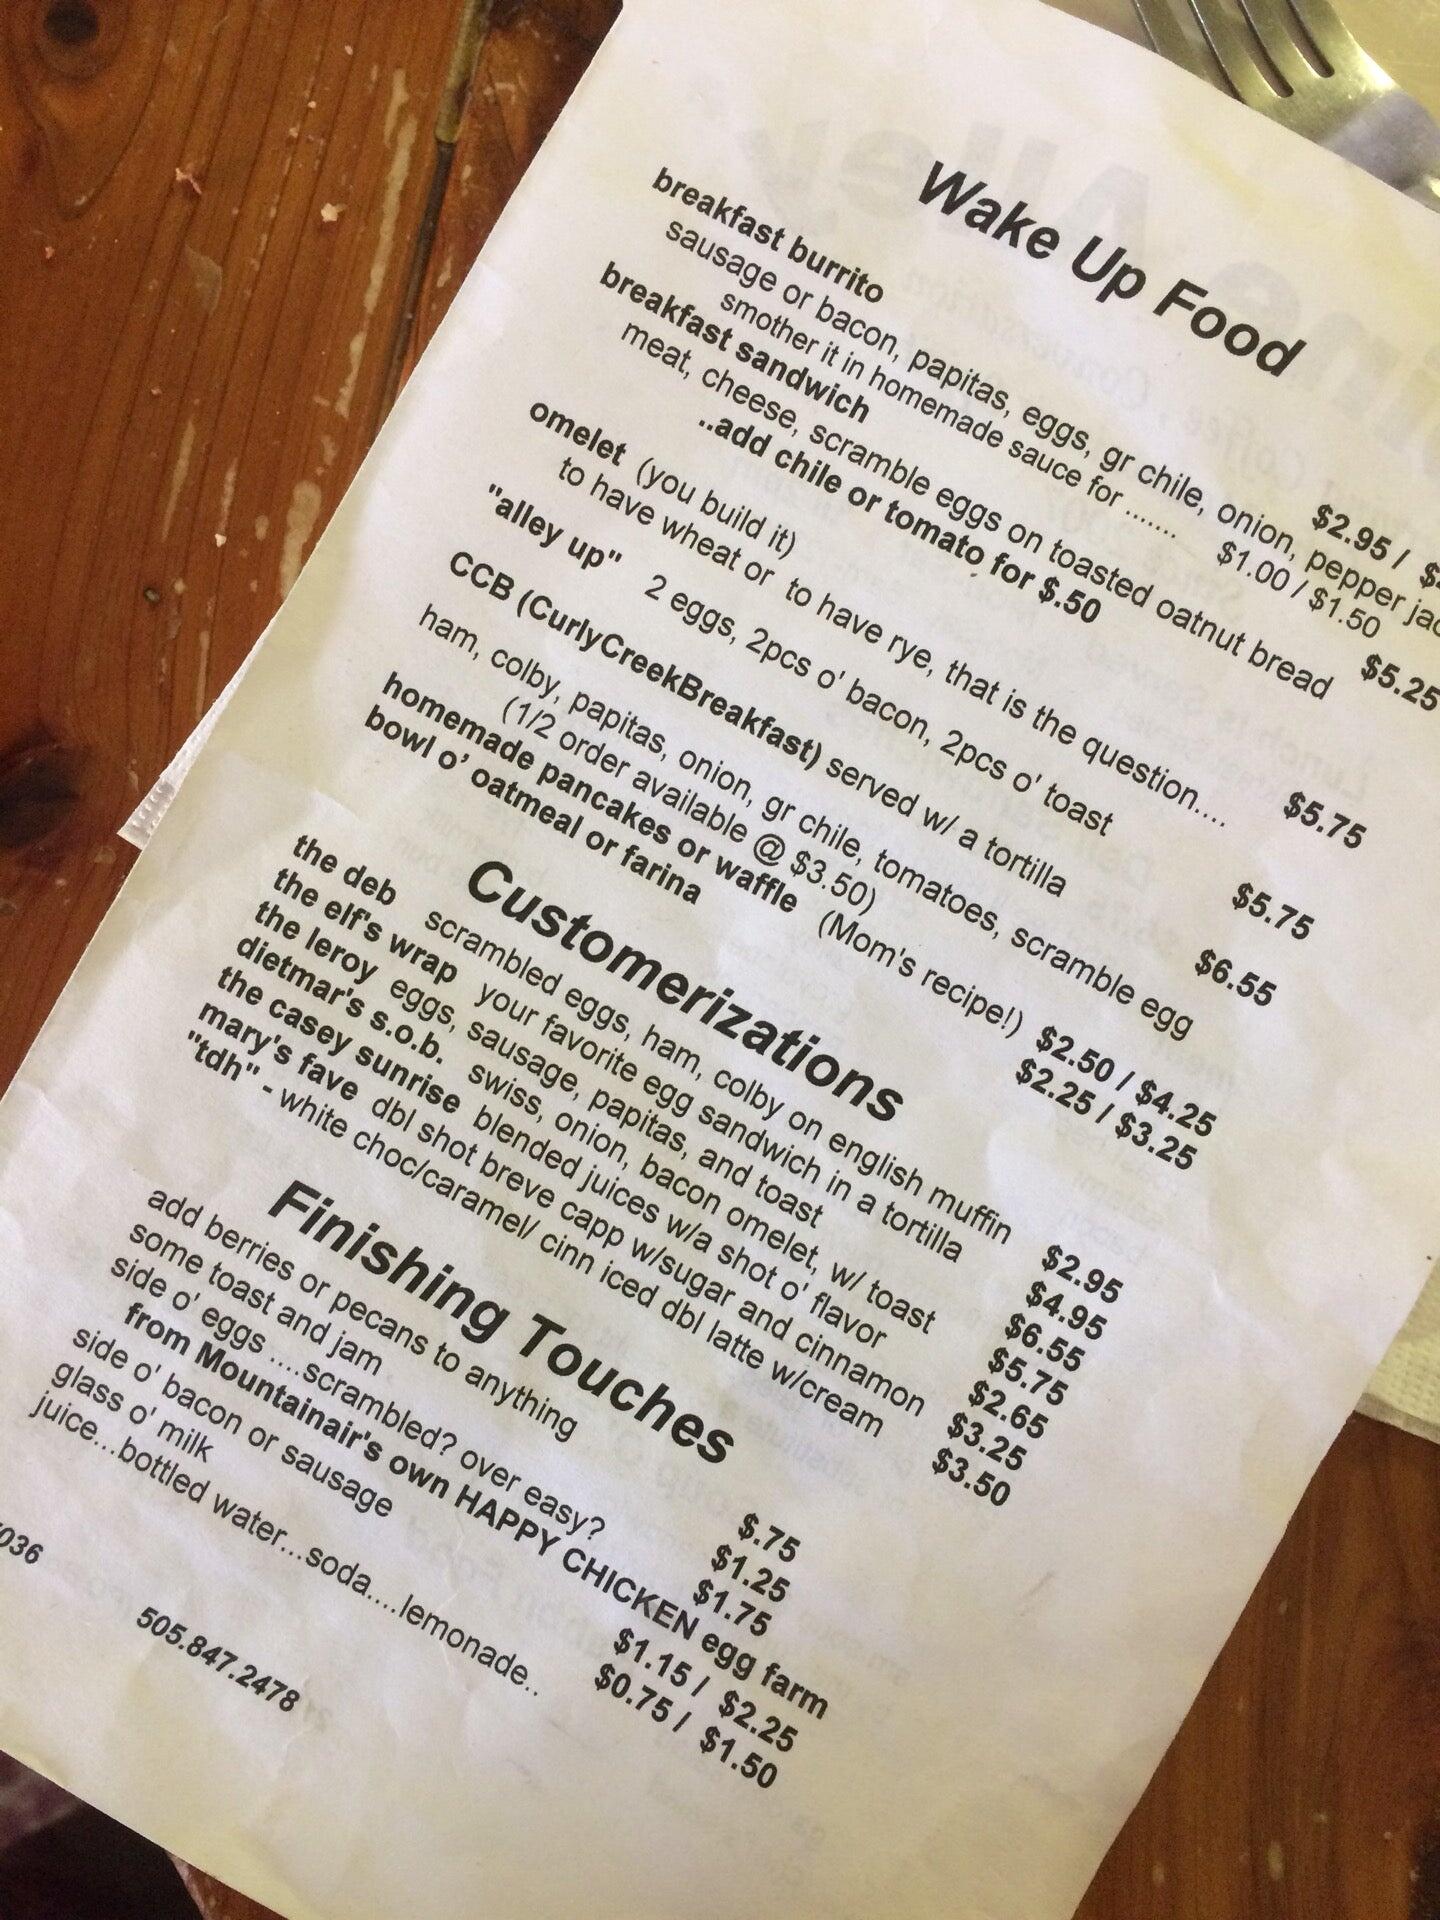 Wake Up Food
breakfast burrito $2.95 /
sausage or bacon, papitas, eggs, gr chile, onion, pepper
smother it in homemade sauce for ....... $1.00 / $1.50
breakfast sandwich $5.25
meat, cheese, scramble eggs on toasted oatnut bread
..add chile or tomato for $.50
omelet (you build it) $5.75
to have wheat or to have rye, that is the question....
"alley up" 2 eggs, 2pcs o' bacon, 2pcs o' toast $5.75
CCB (CurlyCreekBreakfast) served w/ a tortilla $6.55
ham, colby, papitas, onion, gr chile, tomatoes, scramble egg
(1/2 order available @ $3.50)
homemade pancakes or waffle (Mom's recipe!) $2.50 / $4.25
bowl o' oatmeal or farina $2.25 / $3.25
Customerizations
the deb scrambled eggs, ham, colby on english muffin $2.95
the elf's wrap your favorite egg sandwich in a tortilla $4.95
the leroy eggs, sausage, papitas, and toast $6.55
dietmar's s.o.b. swiss, onion, bacon omelet, w/ toast $5.75
the casey sunrise blended juices w/a shot o' flavor $2.65
mary's fave dbl shot breve capp w/sugar and cinnamon $3.25
"tdh" - white choc/caramel/ cinn iced dbl latte w/cream $3.50
Finishing Touches
add berries or pecans to anything $.75
some toast and jam $1.25
side o' eggs ....scrambled? over easy? $1.75
from Mountainair's own HAPPY CHICKEN egg farm
side o' bacon or sausage $1.15 / $2.25
glass o' milk $0.75 / $1.50
juice...bottled water...soda....lemonade..
036
505.847.2478